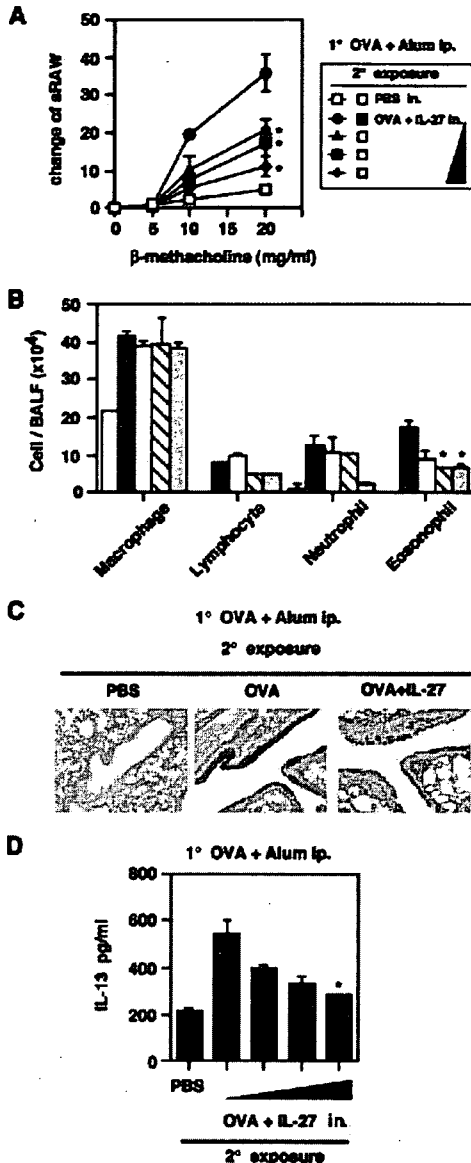 A
change of sRAW
50
40
30
20
10
0
0 5 10 15 20
β-methacholine (mg/ml)
*
*
*
1° OVA + Alum ip.
2° exposure
PBS in.
OVA + IL-27 in.
B
Cell / BALF (x10⁴)
50
40
30
20
10
0
* *
Macrophage
Lymphocyte
Neutrophil
Eosonophil
C
1° OVA + Alum ip.
2° exposure
PBS OVA OVA+IL-27
D
1° OVA + Alum ip.
IL-13 pg/ml
800
600
400
200
0
*
PBS
OVA + IL-27 in.
2° exposure